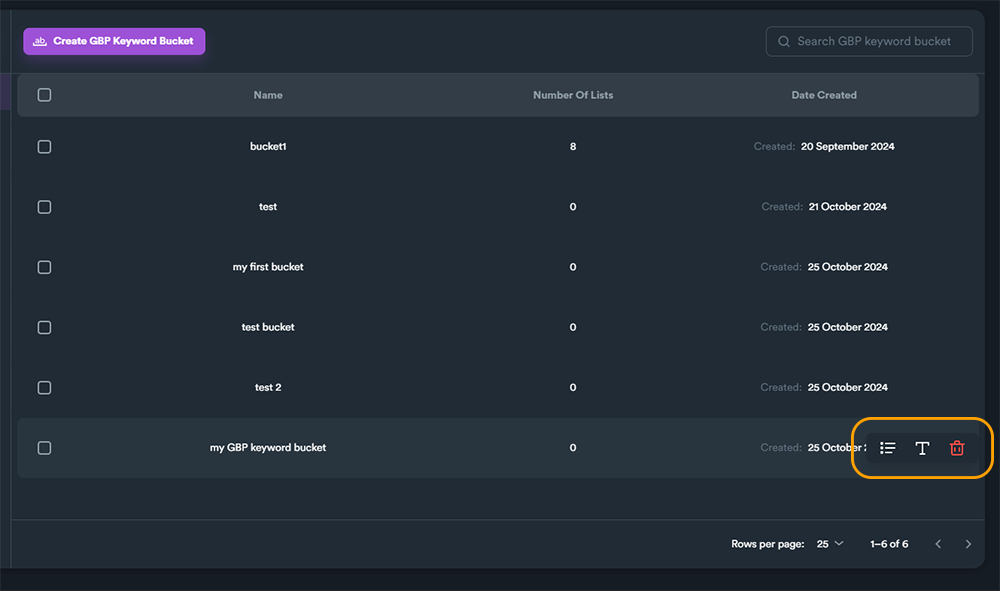 ab Create GBP Keyword Bucket
Search GBP keyword bucket
Name Number Of Lists Date Created
bucket1 8 Created: 20 September 2024
test 0 Created: 21 October 2024
my first bucket 0 Created: 25 October 2024
test bucket 0 Created: 25 October 2024
test 2 0 Created: 25 October 2024
my GBP keyword bucket 0 Created: 25 October
Rows per page: 25 1–6 of 6